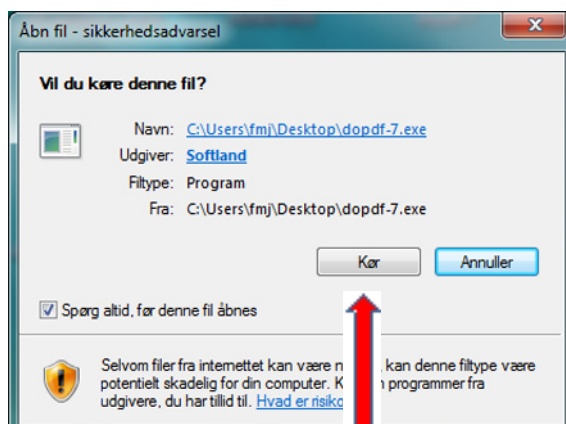 Åbn fil - sikkerhedsadvarsel
Vil du køre denne fil?
Navn: C:\Users\fmj\Desktop\dopdf-7.exe
Udgiver: Softland
Filtype: Program
Fra: C:\Users\fmj\Desktop\dopdf-7.exe
Kør Annuller
Spørg altid, før denne fil åbnes
Selvom filer fra internettet kan være kan denne filtype være
potentielt skadelig for din computer. programmer fra
udgivere, du har tillid til. Hvad er